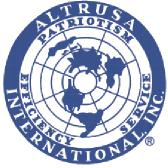 ALTRUSA
PATRIOTISM
EFFICIENCY
SERVICE
INTERNATIONAL, INC.
®